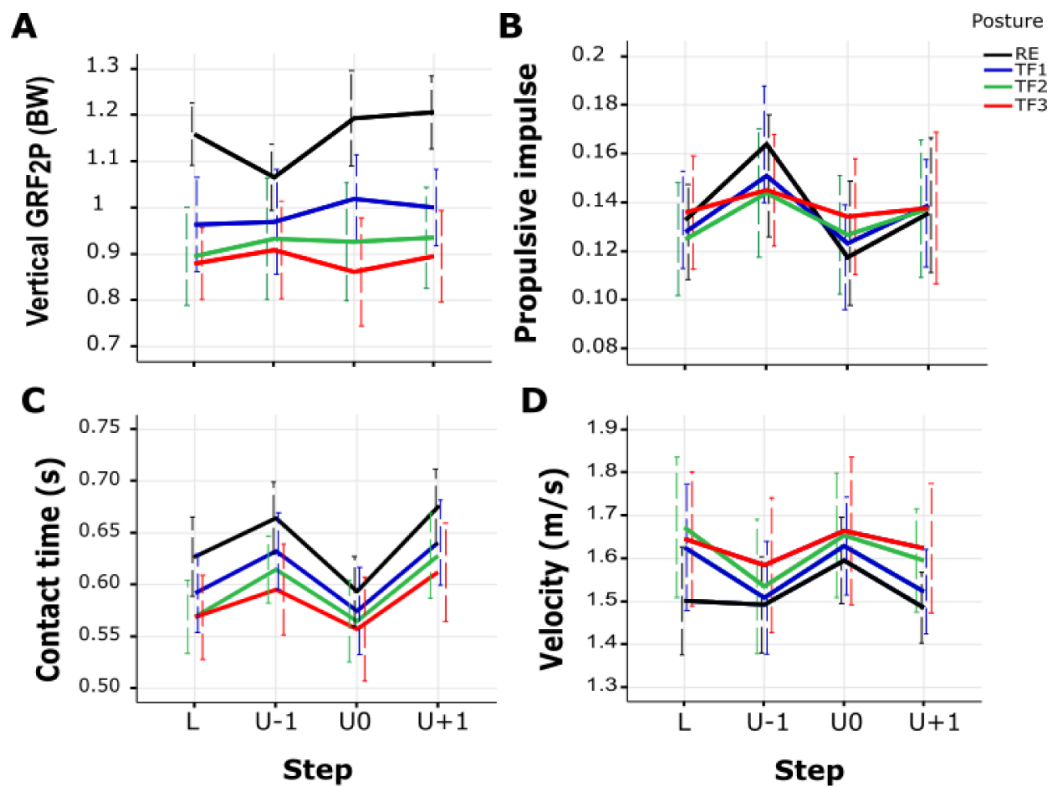 A
Vertical GRF2P (BW)
1.3
1.2
1.1
1
0.9
0.8
0.7
B
Propulsive impulse
0.2
0.16
0.14
0.12
0.10
0.08
Posture
RE
TF1
TF2
TF3
C
Contact time (s)
0.75
0.70
0.65
0.60
0.55
0.50
L U-1 U0 U+1
Step
D
Velocity (m/s)
1.9
1.8
1.7
1.6
1.5
1.4
1.3
L U-1 U0 U+1
Step